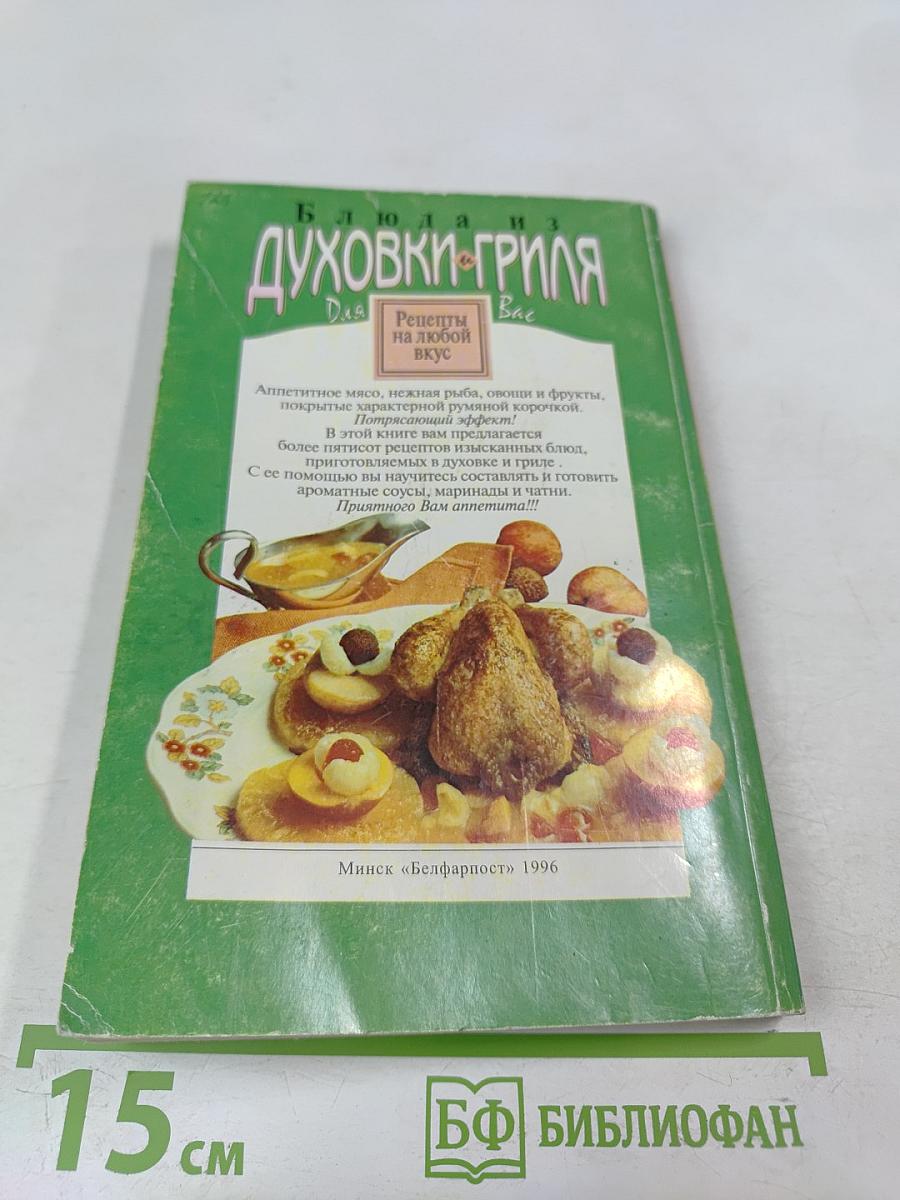 Блюда из
ДУХОВКИ и ГРИЛЯ
Для Вас
Рецепты
на любой
вкус
Аппетитное мясо, нежная рыба, овощи и фрукты,
покрытые характерной румяной корочкой.
Потрясающий эффект!
В этой книге вам предлагается
более пятисот рецептов изысканных блюд,
приготовляемых в духовке и гриле .
С ее помощью вы научитесь составлять и готовить
ароматные соусы, маринады и чатни.
Приятного Вам аппетита!!!
Минск «Белфарпост» 1996
15 см
БФ БИБЛИОФАН